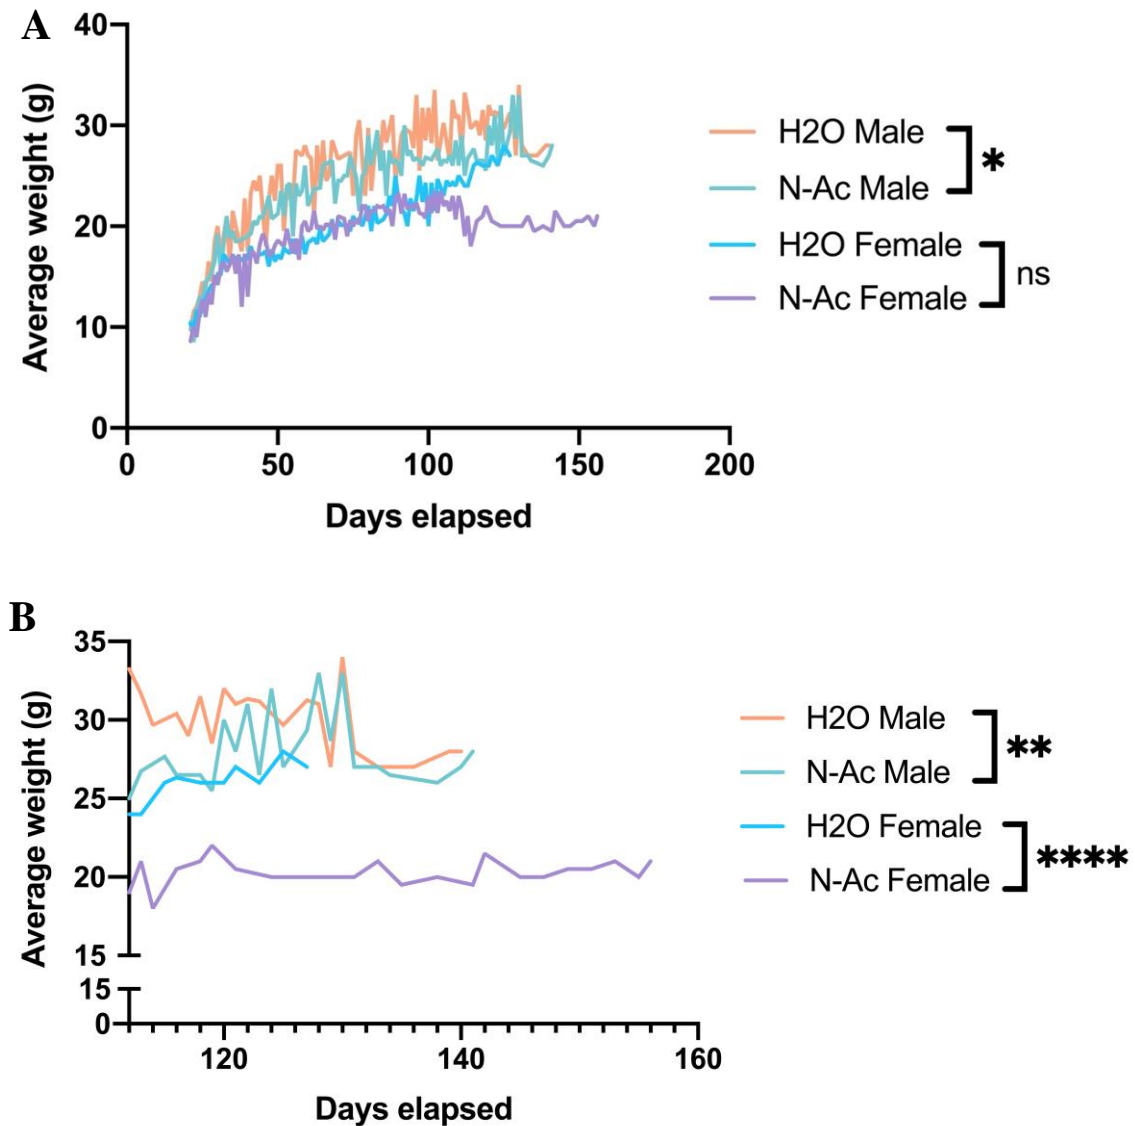 A
40
30
20
10
0
Average weight (g)
0 50 100 150 200
Days elapsed
H2O Male
N-Ac Male
*
H2O Female
N-Ac Female
ns
B
35
30
25
20
15
15
0
Average weight (g)
120 140 160
Days elapsed
H2O Male
N-Ac Male
**
H2O Female
N-Ac Female
****